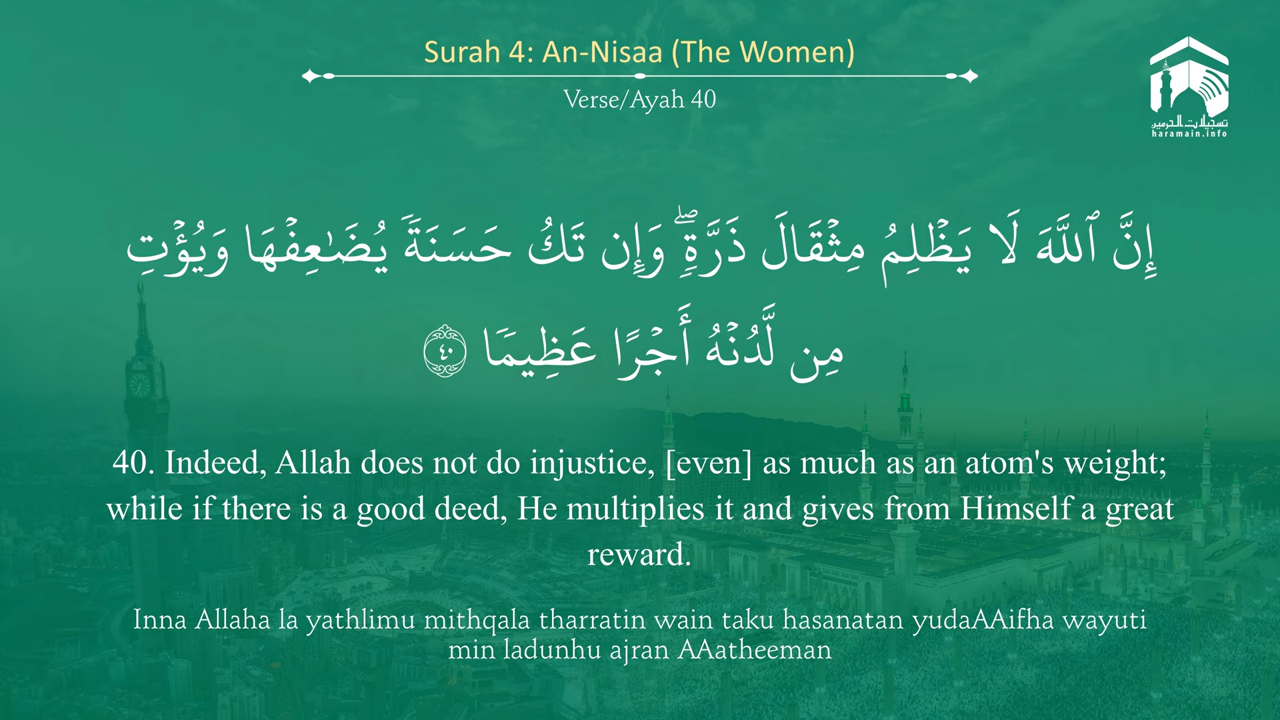 Surah 4: An-Nisaa (The Women)
Verse/Ayah 40
تسجيلات الحرمين
haramain.info
إِنَّ ٱللَّهَ لَا يَظْلِمُ مِثْقَالَ ذَرَّةٍۖ وَإِن تَكُ حَسَنَةً يُضَٰعِفْهَا وَيُؤْتِ
مِن لَّدُنْهُ أَجْرًا عَظِيمًا ٤٠
40. Indeed, Allah does not do injustice, [even] as much as an atom's weight;
while if there is a good deed, He multiplies it and gives from Himself a great
reward.
Inna Allaha la yathlimu mithqala tharratin wain taku hasanatan yudaAAifha wayuti
min ladunhu ajran AAatheeman